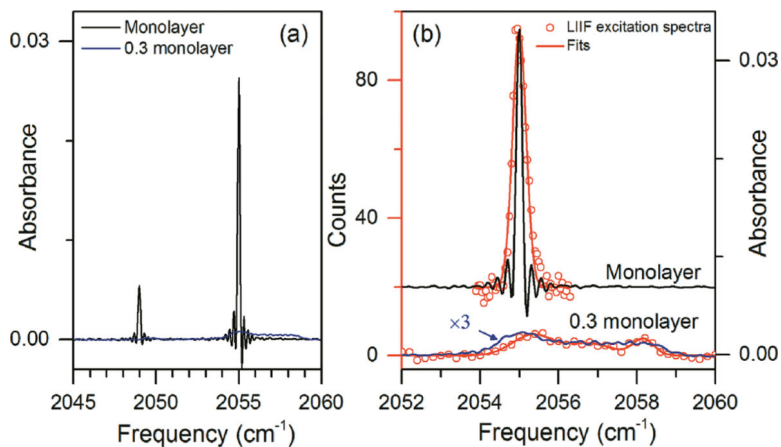 0.03
0.00
Absorbance
Monolayer
0.3 monolayer
(a)
2045 2050 2055 2060
Frequency (cm⁻¹)
80
40
0
Counts
(b)
LIIF excitation spectra
Fits
Monolayer
0.3 monolayer
×3
2052 2054 2056 2058 2060
Frequency (cm⁻¹)
0.03
0.00
Absorbance